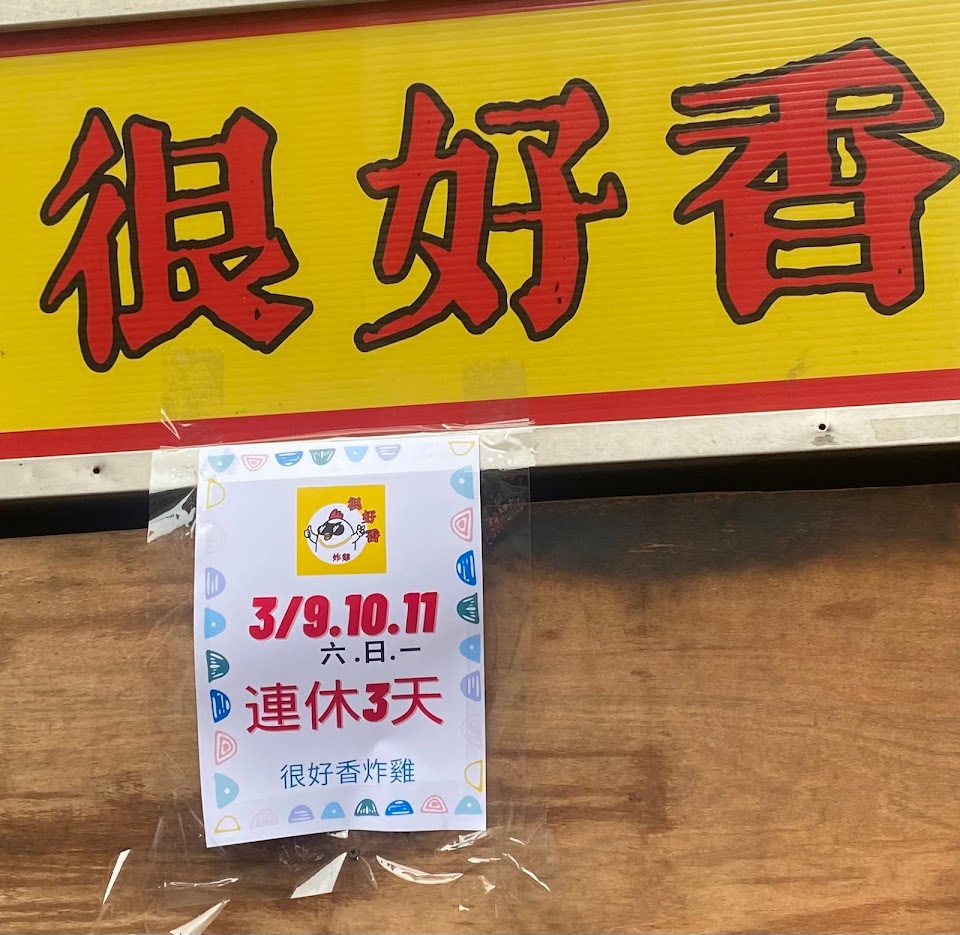 很好香
很好香
炸雞
3/9.10.11
六.日.一
連休3天
很好香炸雞